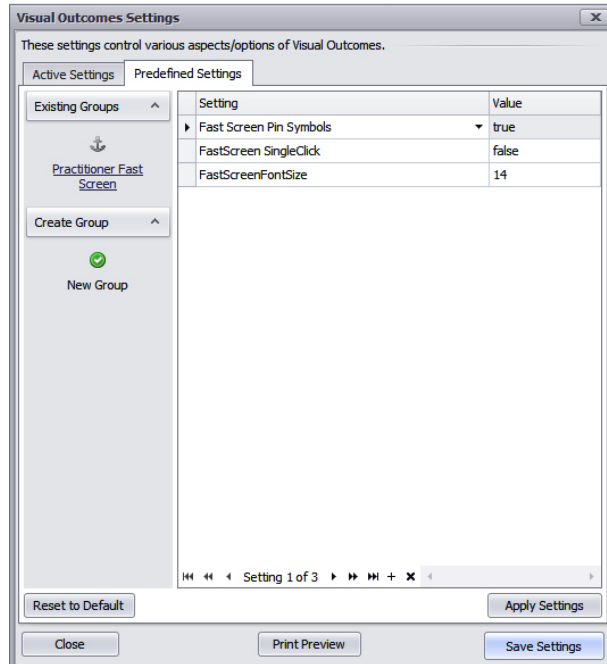 Visual Outcomes Settings
These settings control various aspects/options of Visual Outcomes.
Active Settings Predefined Settings
Existing Groups
Practitioner Fast
Screen
Create Group
New Group
Setting Value
Fast Screen Pin Symbols true
FastScreen SingleClick false
FastScreenFontSize 14
Setting 1 of 3
Reset to Default Apply Settings
Close Print Preview Save Settings